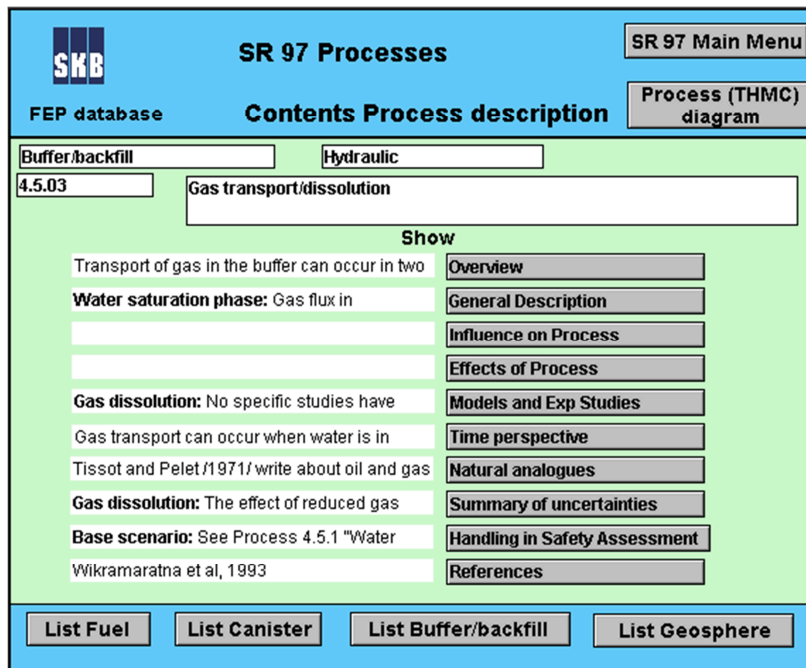 SKB
SR 97 Processes
SR 97 Main Menu
FEP database
Contents Process description
Process (THMC)
diagram
Buffer/backfill
Hydraulic
4.5.03
Gas transport/dissolution
Show
Transport of gas in the buffer can occur in two
Overview
Water saturation phase: Gas flux in
General Description
Influence on Process
Effects of Process
Gas dissolution: No specific studies have
Models and Exp Studies
Gas transport can occur when water is in
Time perspective
Tissot and Pelet /1971/ write about oil and gas
Natural analogues
Gas dissolution: The effect of reduced gas
Summary of uncertainties
Base scenario: See Process 4.5.1 "Water
Handling in Safety Assessment
Wikramaratna et al, 1993
References
List Fuel
List Canister
List Buffer/backfill
List Geosphere